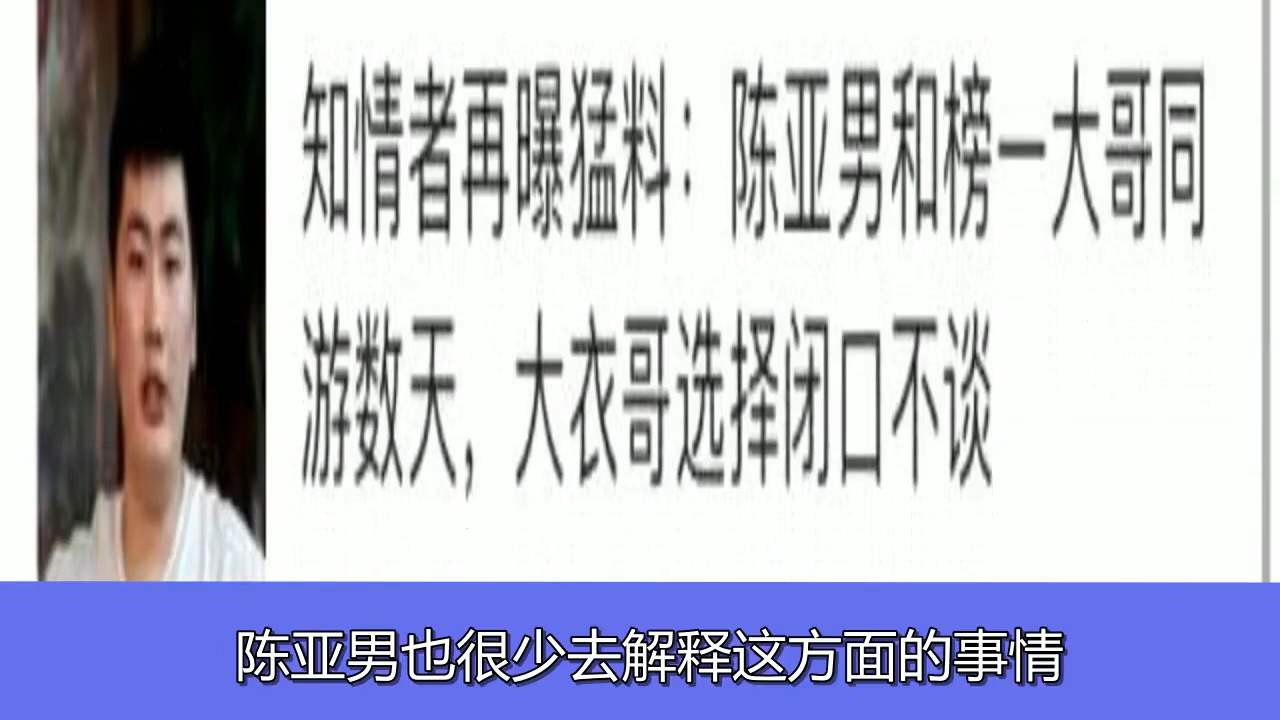 知情者再曝猛料：陈亚男和榜一大哥同
游数天，大衣哥选择闭口不谈
陈亚男也很少去解释这方面的事情